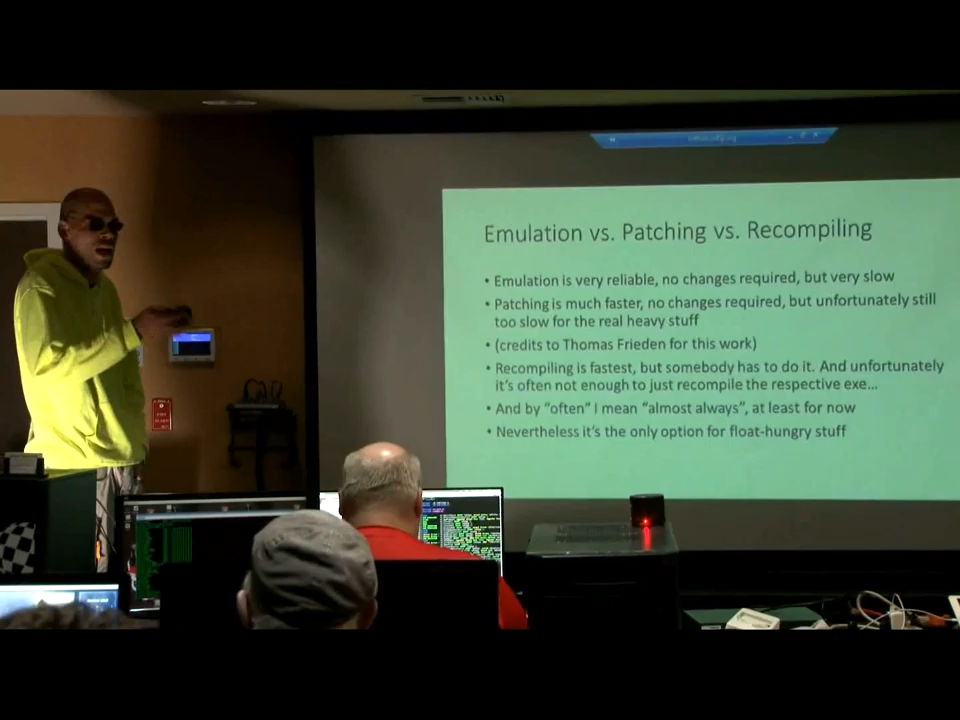 Emulation vs. Patching vs. Recompiling
• Emulation is very reliable, no changes required, but very slow
• Patching is much faster, no changes required, but unfortunately still
too slow for the real heavy stuff
• (credits to Thomas Frieden for this work)
• Recompiling is fastest, but somebody has to do it. And unfortunately
it's often not enough to just recompile the respective exe...
• And by “often” I mean “almost always”, at least for now
• Nevertheless it's the only option for float-hungry stuff